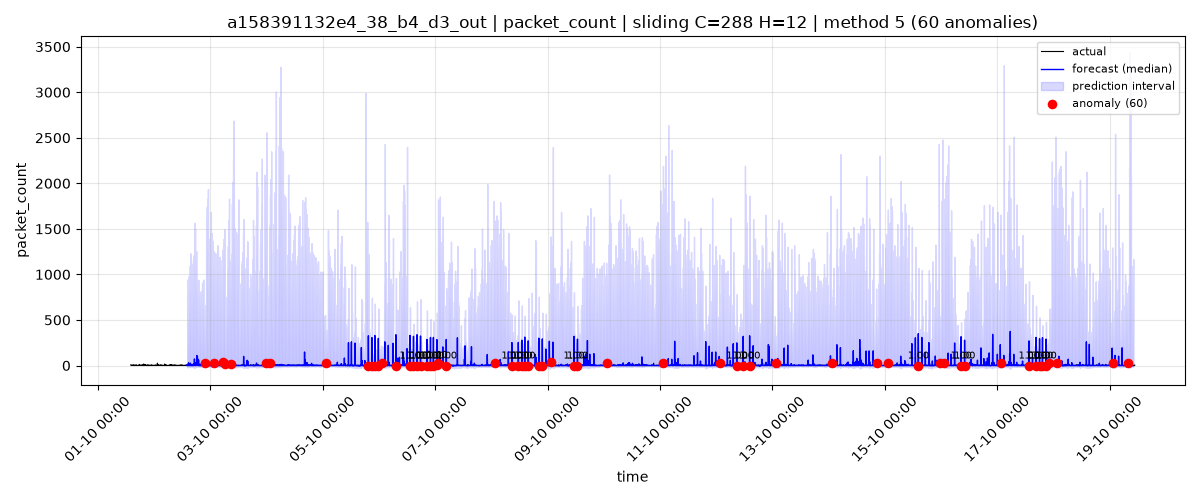 a158391132e4_38_b4_d3_out | packet_count | sliding C=288 H=12 | method 5 (60 anomalies)
actual
forecast (median)
prediction interval
anomaly (60)
packet_count
3500
3000
2500
2000
1500
1000
500
0
01-10 00:00
03-10 00:00
05-10 00:00
07-10 00:00
09-10 00:00
11-10 00:00
13-10 00:00
15-10 00:00
17-10 00:00
19-10 00:00
time